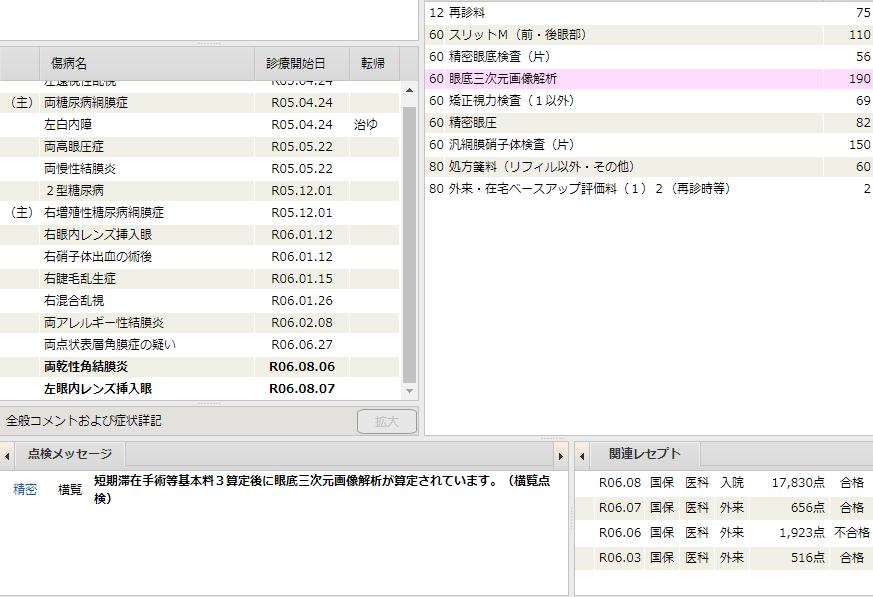 傷病名 診療開始日 転帰
左遠視性乱視 R05.04.24
（主） 両糖尿病網膜症 R05.04.24
左白内障 R05.04.24 治ゆ
両高眼圧症 R05.05.22
両慢性結膜炎 R05.05.22
２型糖尿病 R05.12.01
（主） 右増殖性糖尿病網膜症 R05.12.01
右眼内レンズ挿入眼 R06.01.12
右硝子体出血の術後 R06.01.12
右睫毛乱生症 R06.01.15
右混合乱視 R06.01.26
両アレルギー性結膜炎 R06.02.08
両点状表層角膜症の疑い R06.06.27
両乾性角結膜炎 R06.08.06
左眼内レンズ挿入眼 R06.08.07
全般コメントおよび症状詳記 拡大
12 再診料 75
60 スリットＭ（前・後眼部） 110
60 精密眼底検査（片） 56
60 眼底三次元画像解析 190
60 矯正視力検査（１以外） 69
60 精密眼圧 82
60 汎網膜硝子体検査（片） 150
80 処方箋料（リフィル以外・その他） 60
80 外来・在宅ベースアップ評価料（１）２（再診時等） 2
点検メッセージ
精密 横覧 短期滞在手術等基本料３算定後に眼底三次元画像解析が算定されています。（横覧点
検）
関連レセプト
R06.08 国保 医科 入院 17,830点 合格
R06.07 国保 医科 外来 656点 合格
R06.06 国保 医科 外来 1,923点 不合格
R06.03 国保 医科 外来 516点 合格